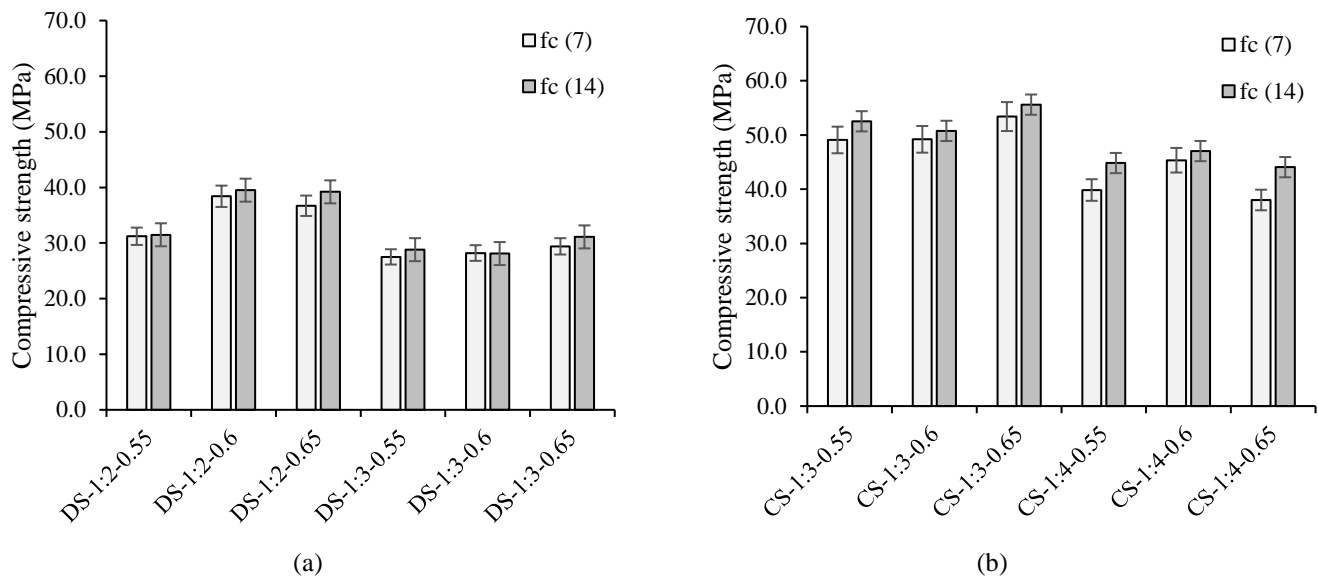 Compressive strength (MPa)
70.0
60.0
50.0
40.0
30.0
20.0
10.0
0.0
fc (7)
fc (14)
DS-1:2-0.55
DS-1:2-0.6
DS-1:2-0.65
DS-1:3-0.55
DS-1:3-0.6
DS-1:3-0.65
(a)
Compressive strength (MPa)
70.0
60.0
50.0
40.0
30.0
20.0
10.0
0.0
fc (7)
fc (14)
CS-1:3-0.55
CS-1:3-0.6
CS-1:3-0.65
CS-1:4-0.55
CS-1:4-0.6
CS-1:4-0.65
(b)